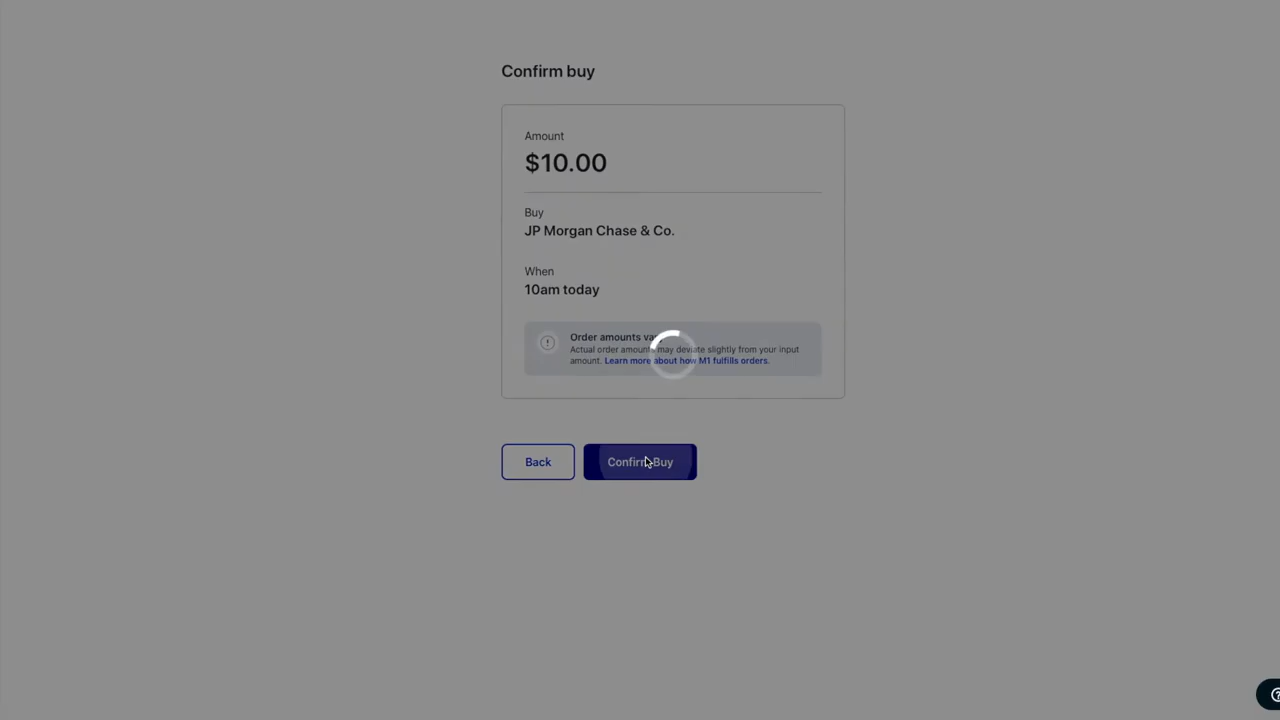 Confirm buy
Amount
$10.00
Buy
JP Morgan Chase & Co.
When
10am today
Order amounts vary
Actual order amounts may deviate slightly from your input
amount. Learn more about how M1 fulfills orders.
Back
Confirm Buy